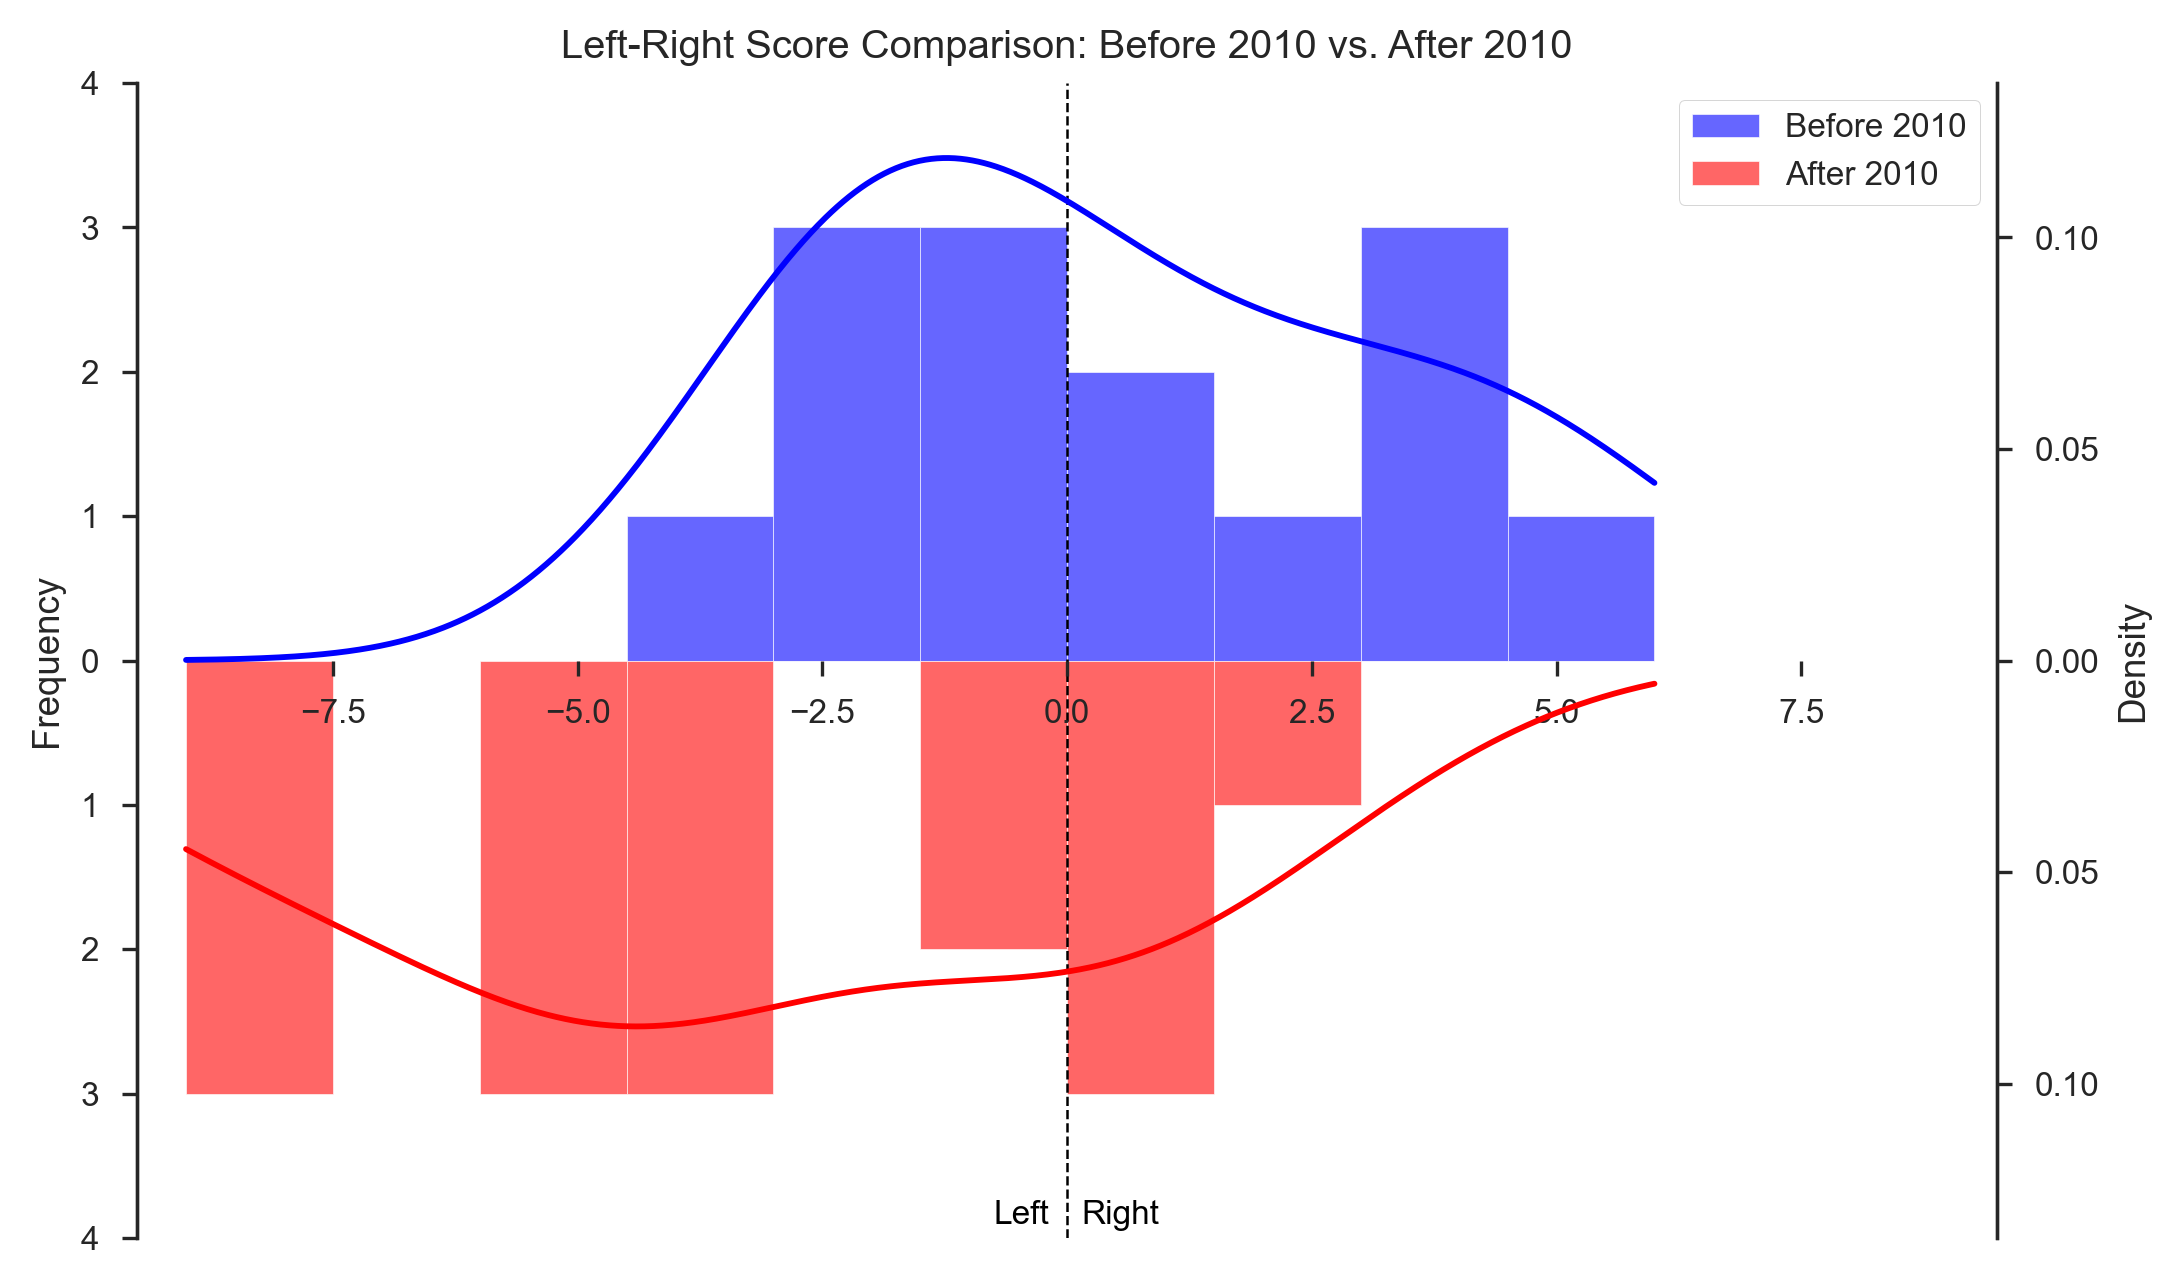 Left-Right Score Comparison: Before 2010 vs. After 2010
Before 2010
After 2010
Frequency
4
3
2
1
0
1
2
3
4
−7.5 −5.0 −2.5 0.0 2.5 5.0 7.5
0.10
0.05
0.00
0.05
0.10
Density
Left Right